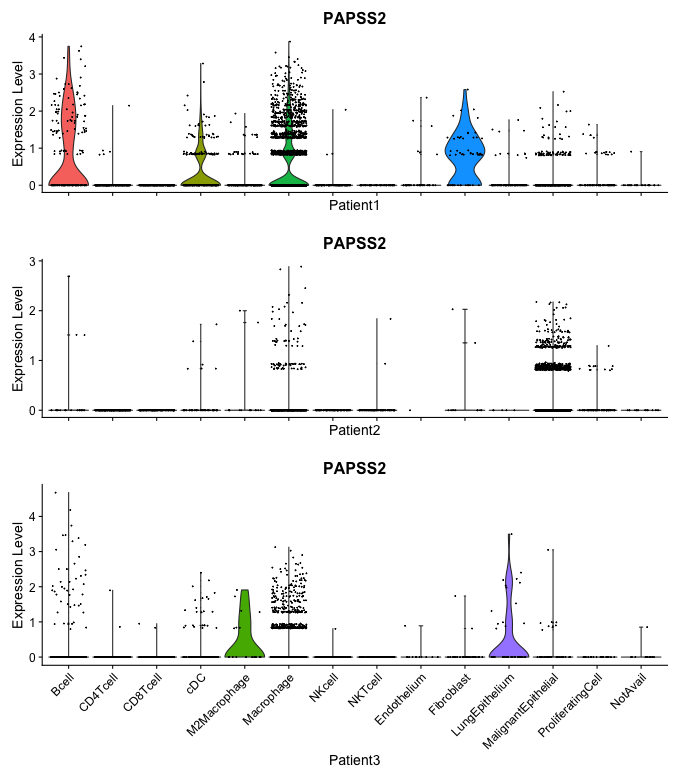 PAPSS2
Expression Level
4
3
2
1
0
Patient1
PAPSS2
Expression Level
3
2
1
0
Patient2
PAPSS2
Expression Level
4
3
2
1
0
Bcell
CD4Tcell
CD8Tcell
cDC
M2Macrophage
Macrophage
NKcell
NKTcell
Endothelium
Fibroblast
LungEpithelium
MalignantEpithelial
ProliferatingCell
NotAvail
Patient3